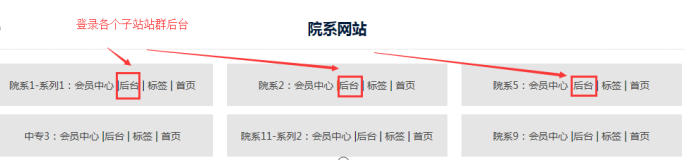 登录各个子站站群后台
院系网站
院系1-系列1：会员中心 |后台 | 标签 | 首页
院系2：会员中心 |后台 | 标签 | 首页
院系5：会员中心 |后台 | 标签 | 首页
中专3：会员中心 |后台 | 标签 | 首页
院系11-系列2：会员中心 |后台 | 标签 | 首页
院系9：会员中心 |后台 | 标签 | 首页